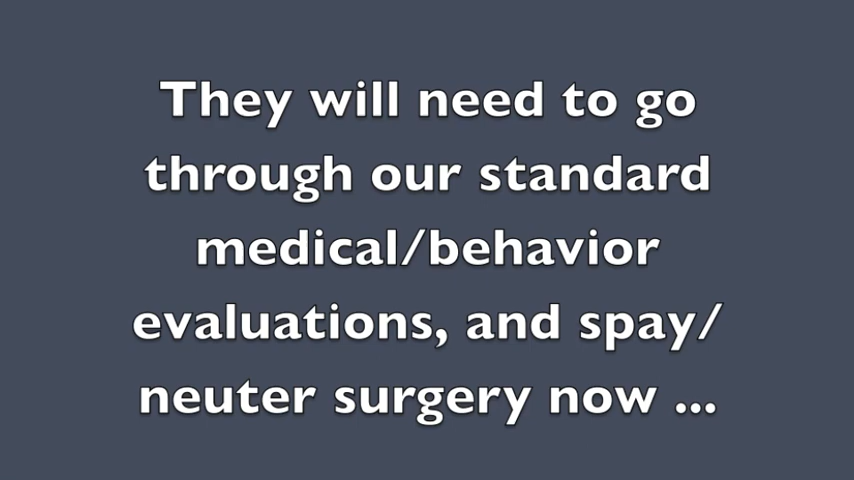 They will need to go
through our standard
medical/behavior
evaluations, and spay/
neuter surgery now ...